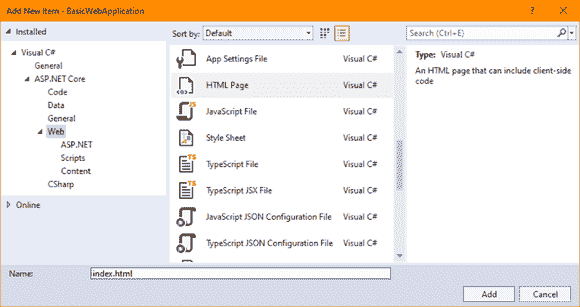 Add New Item - BasicWebApplication
Installed
Sort by: Default
Search (Ctrl+E)
Visual C#
General
ASP.NET Core
Code
Data
General
Web
ASP.NET
Scripts
Content
CSharp
Online
App Settings File Visual C#
HTML Page Visual C#
JavaScript File Visual C#
Style Sheet Visual C#
TypeScript File Visual C#
TypeScript JSX File Visual C#
JavaScript JSON Configuration File Visual C#
TypeScript JSON Configuration File Visual C#
Type: Visual C#
An HTML page that can include client-side
code
Name: index.html
Add Cancel